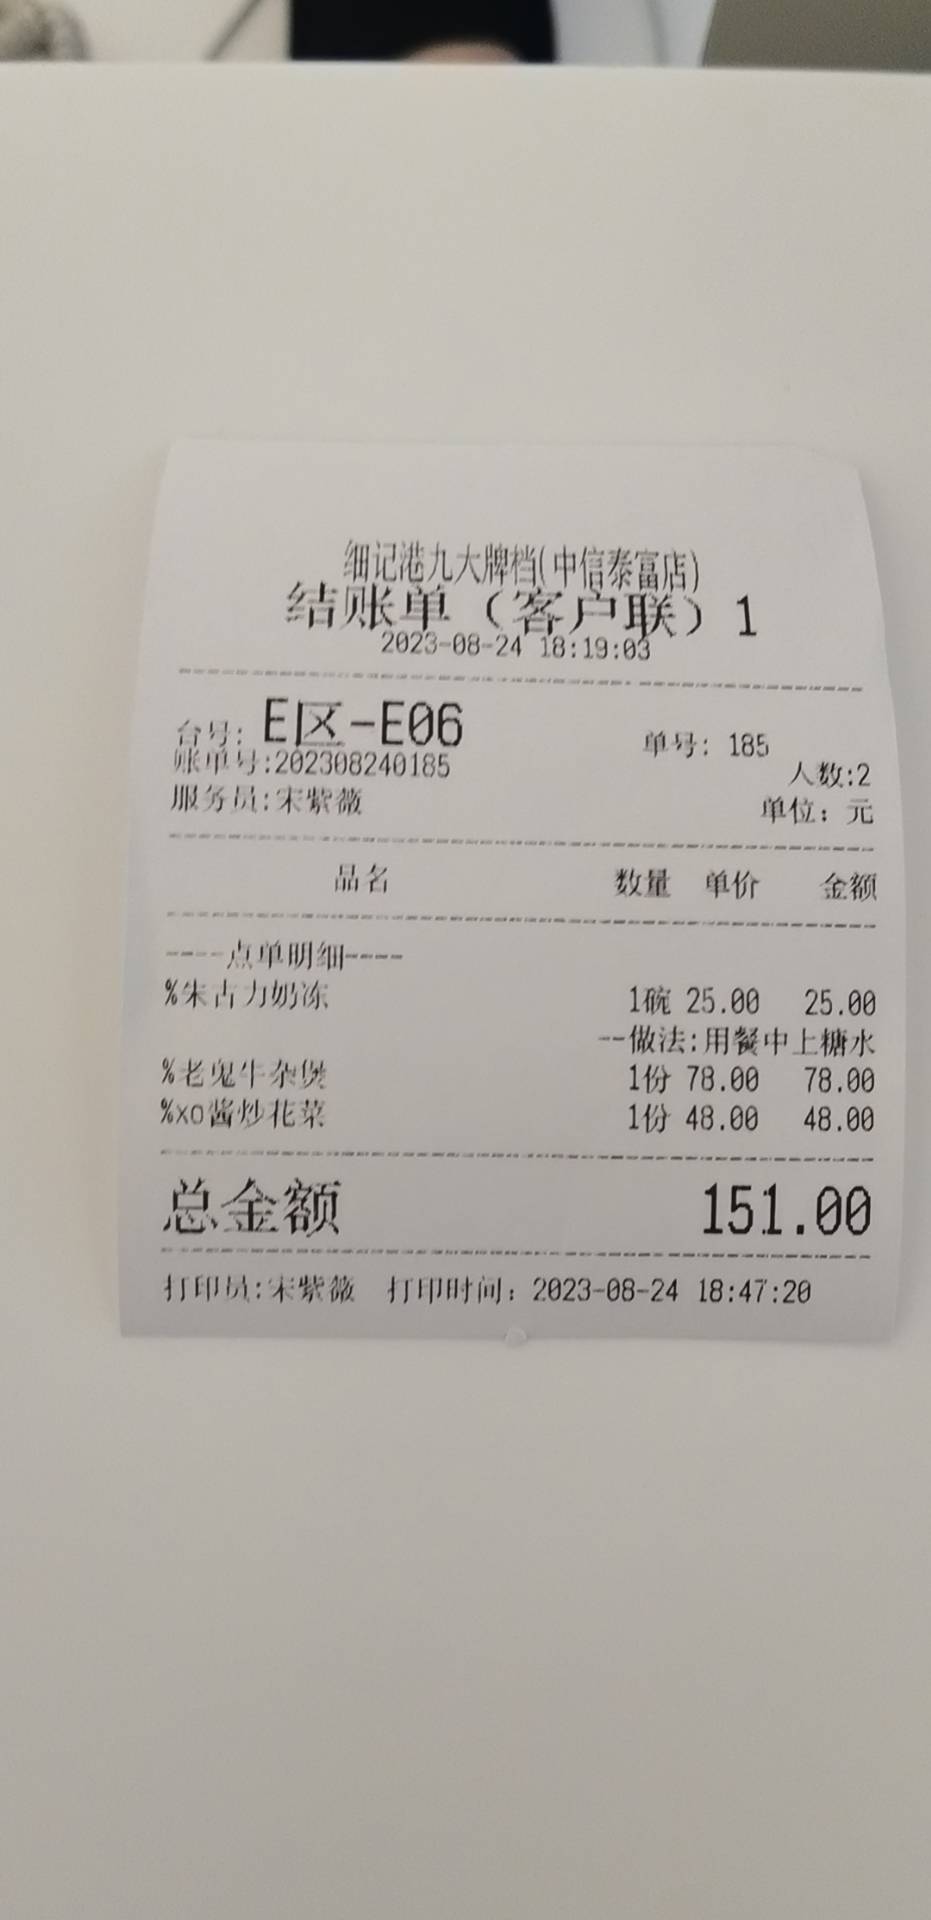 细记港九大牌档(中信泰富店)
结账单（客户联）1
2023-08-24 18:19:03
台号: E区-E06 单号: 185
账单号:202308240185
人数:2
服务员:宋紫薇 单位: 元
品名 数量 单价 金额
----点单明细----
%朱古力奶冻 1碗 25.00 25.00
--做法:用餐中上糖水
%老鬼牛杂煲 1份 78.00 78.00
%xo酱炒花菜 1份 48.00 48.00
总金额 151.00
打印员:宋紫薇 打印时间: 2023-08-24 18:47:20